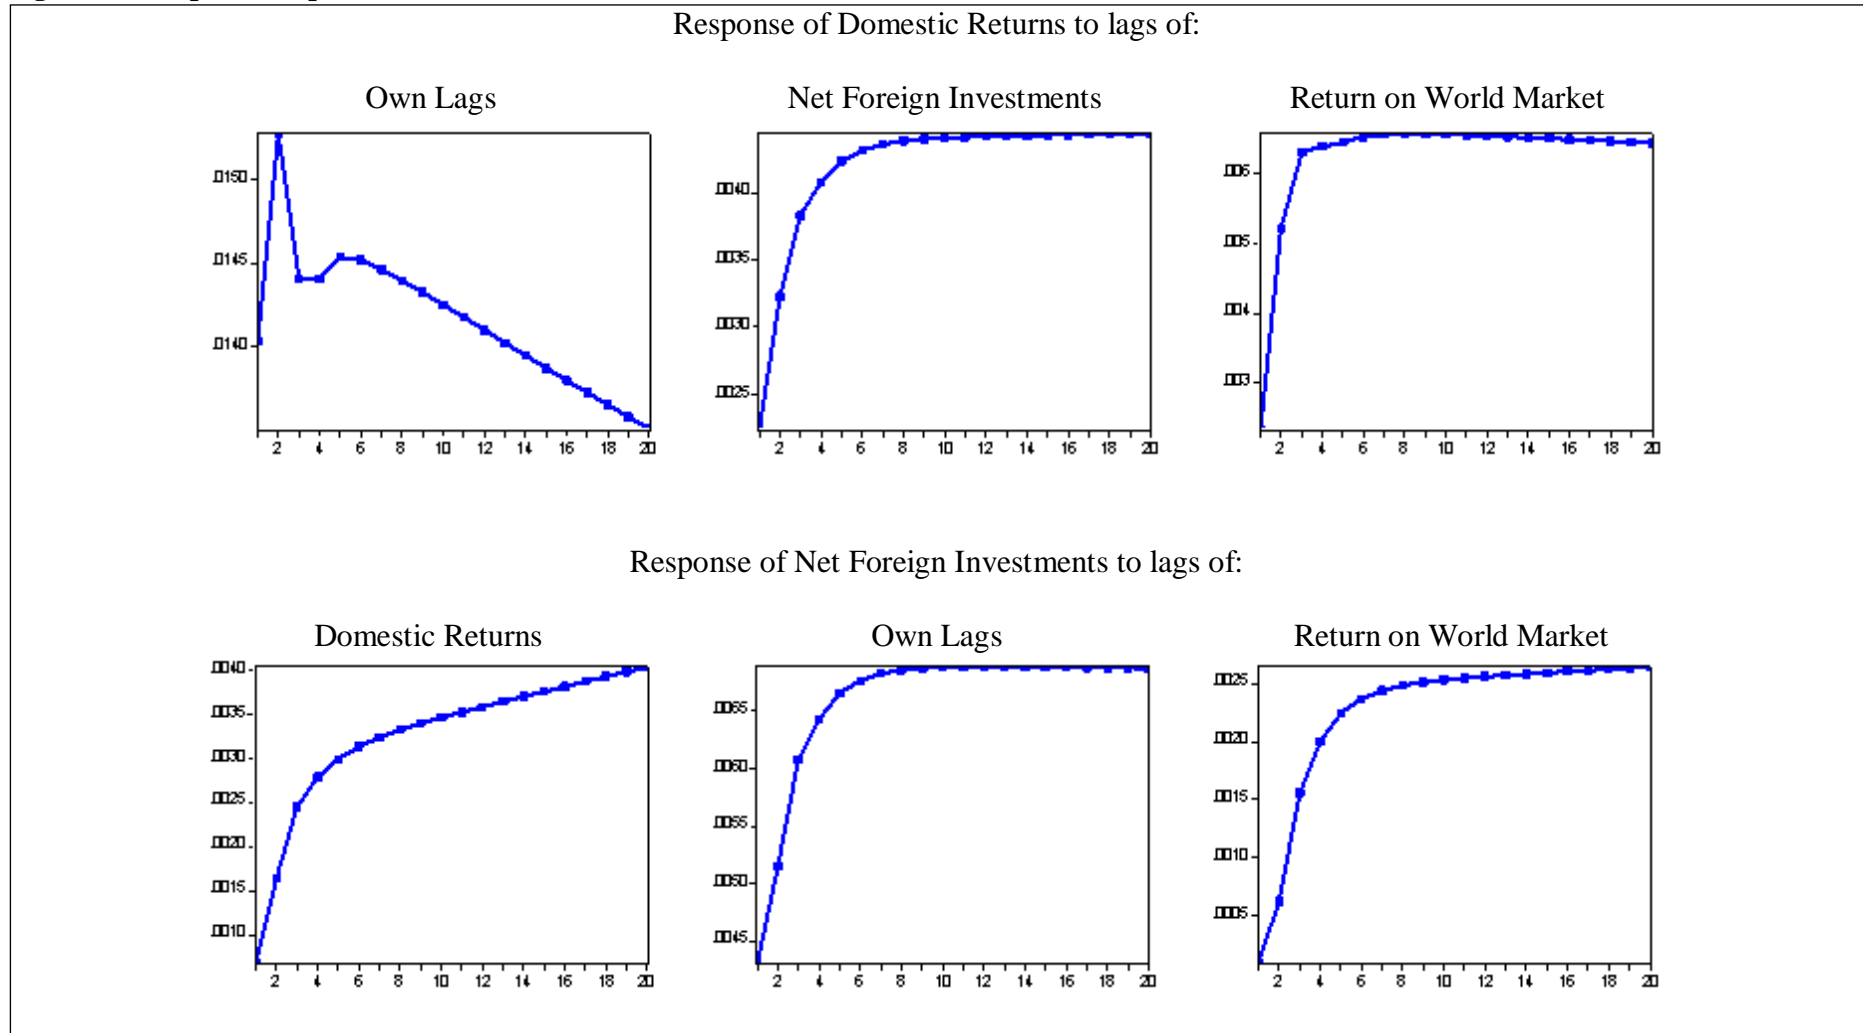 Response of Domestic Returns to lags of:
Own Lags
Net Foreign Investments
Return on World Market
.0150
.0145
.0140
2 4 6 8 10 12 14 16 18 20
.0040
.0035
.0030
.0025
2 4 6 8 10 12 14 16 18 20
.006
.005
.004
.003
2 4 6 8 10 12 14 16 18 20
Response of Net Foreign Investments to lags of:
Domestic Returns
Own Lags
Return on World Market
.0040
.0035
.0030
.0025
.0020
.0015
.0010
2 4 6 8 10 12 14 16 18 20
.0065
.0060
.0055
.0050
.0045
2 4 6 8 10 12 14 16 18 20
.0025
.0020
.0015
.0010
.0005
2 4 6 8 10 12 14 16 18 20